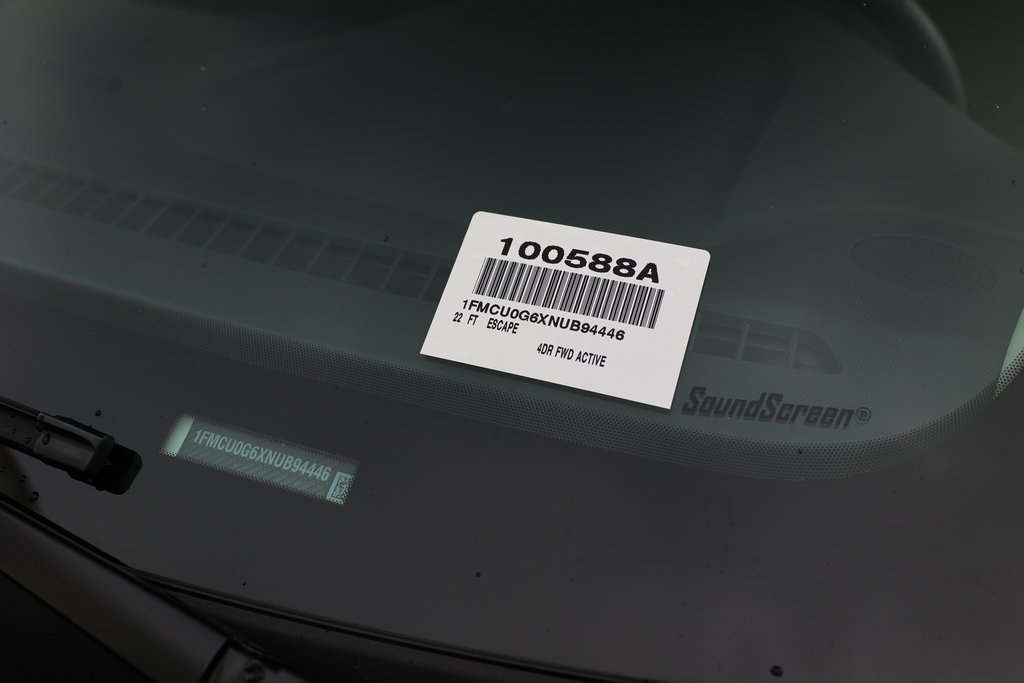 100588A
1FMCU0G6XNUB94446
22 FT ESCAPE
4DR FWD ACTIVE
SoundScreen®
1FMCU0G6XNUB94446